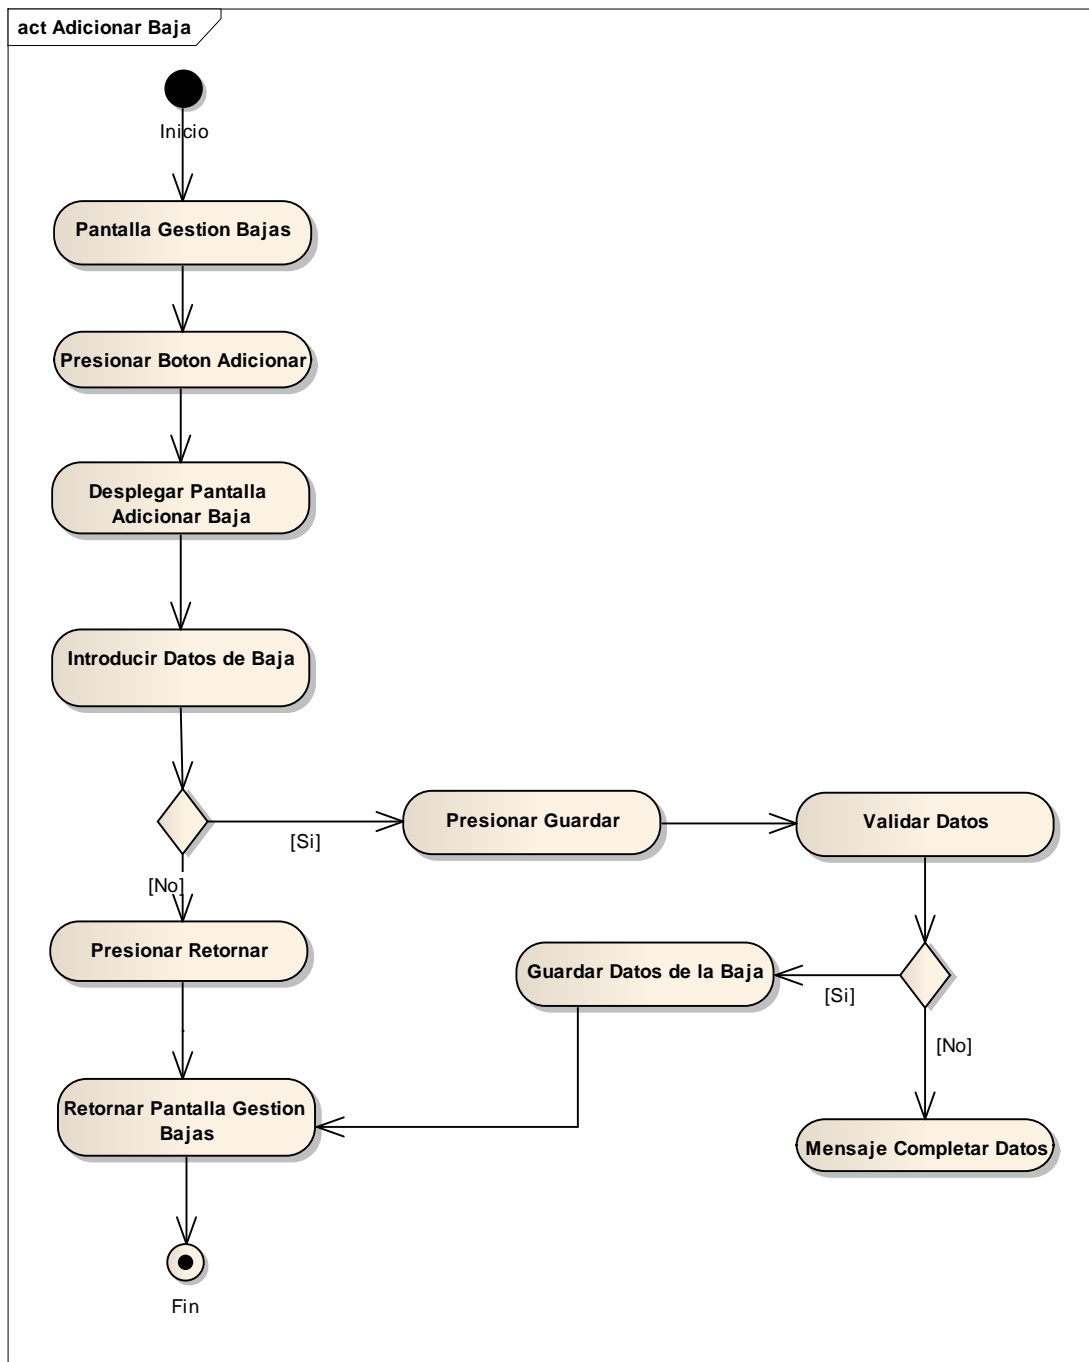 act Adicionar Baja
Inicio
Pantalla Gestion Bajas
Presionar Boton Adicionar
Desplegar Pantalla
Adicionar Baja
Introducir Datos de Baja
[Si]
Presionar Guardar
Validar Datos
[No]
Presionar Retornar
Guardar Datos de la Baja
[Si]
[No]
Retornar Pantalla Gestion
Bajas
Mensaje Completar Datos
Fin